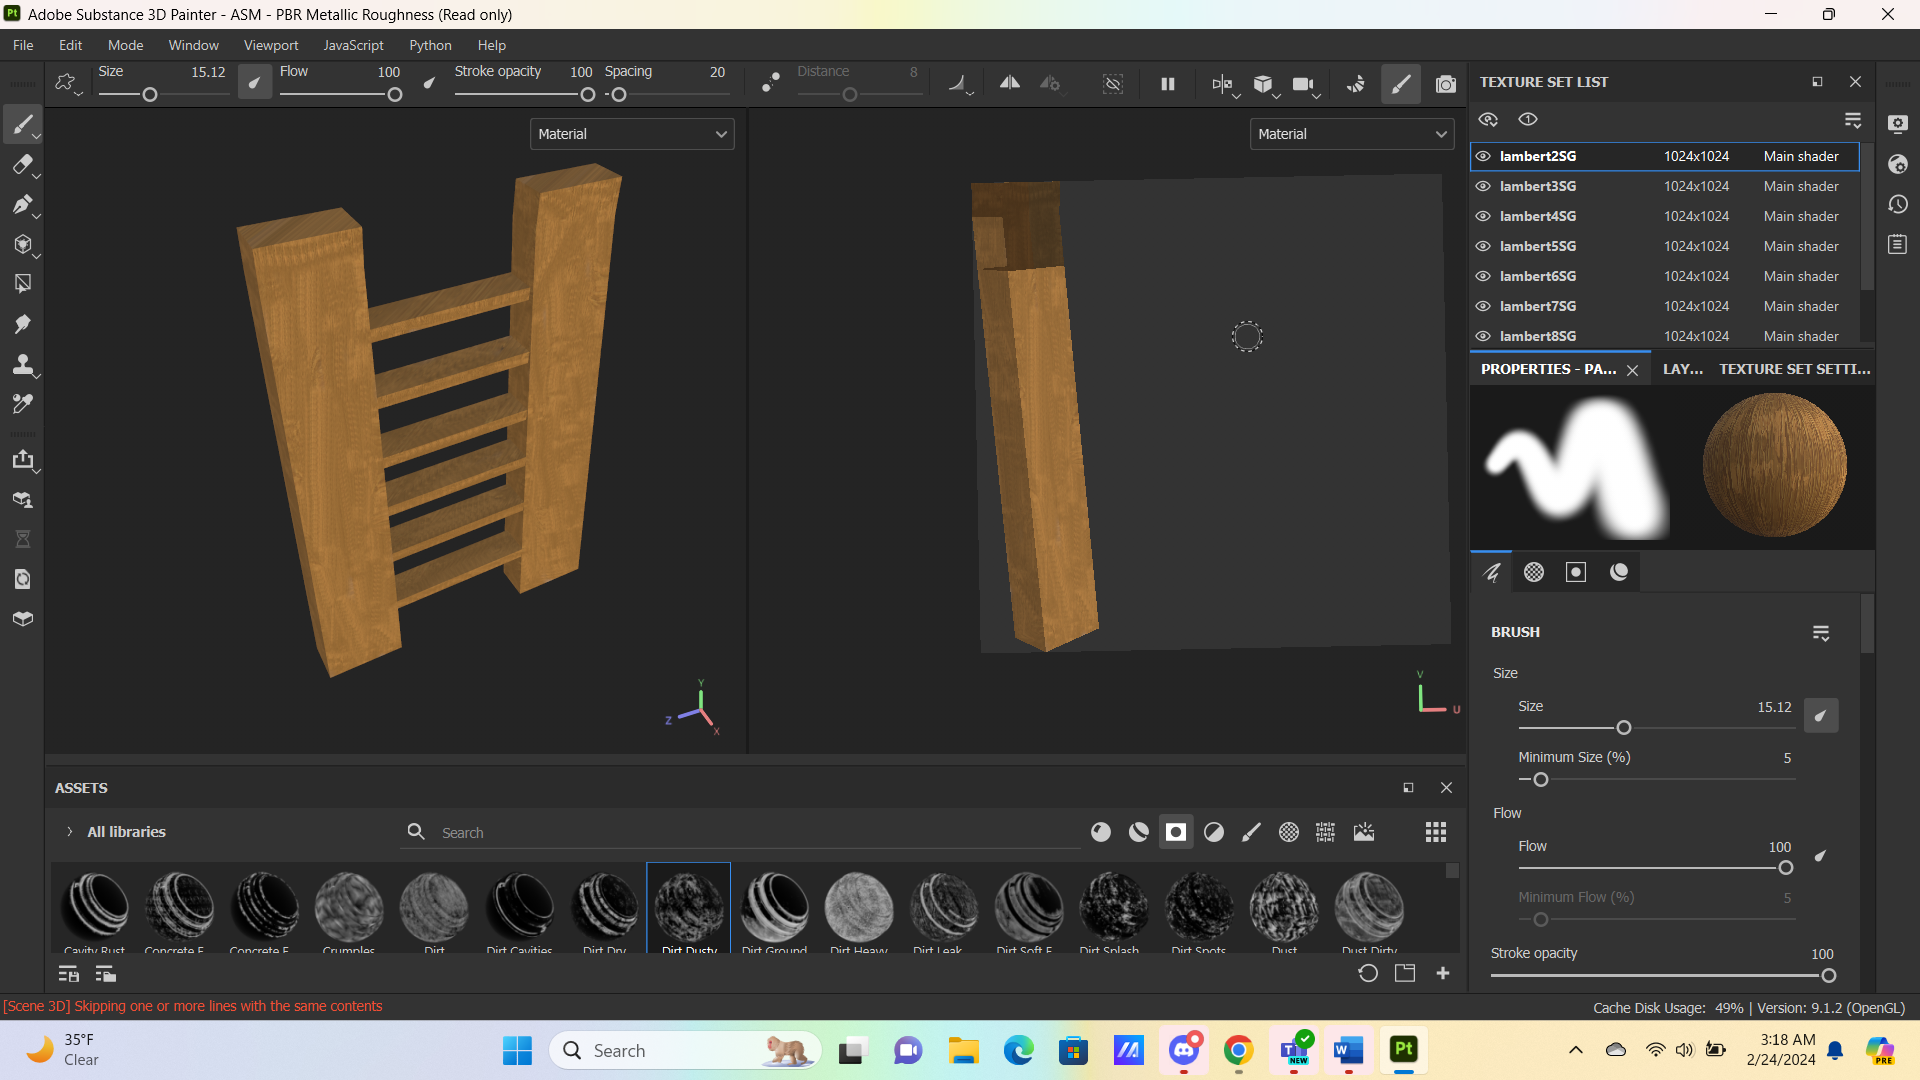 Adobe Substance 3D Painter - ASM - PBR Metallic Roughness (Read only)
File Edit Mode Window Viewport JavaScript Python Help
Size 15.12 Flow 100 Stroke opacity 100 Spacing 20 Distance 8
Material
Material
Y
Z
X
V
U
TEXTURE SET LIST
lambert2SG 1024x1024 Main shader
lambert3SG 1024x1024 Main shader
lambert4SG 1024x1024 Main shader
lambert5SG 1024x1024 Main shader
lambert6SG 1024x1024 Main shader
lambert7SG 1024x1024 Main shader
lambert8SG 1024x1024 Main shader
PROPERTIES - PA... LAY... TEXTURE SET SETTI...
BRUSH
Size
Size 15.12
Minimum Size (%) 5
Flow
Flow 100
Minimum Flow (%) 5
Stroke opacity 100
ASSETS
All libraries
Search
Cavity Rust Concrete E... Concrete F... Crumples Dirt Dirt Cavities Dirt Dry Dirt Dusty Dirt Ground Dirt Heavy Dirt Leak Dirt Soft F... Dirt Splash Dirt Spots Dust Dust Dirty
[Scene 3D] Skipping one or more lines with the same contents
Cache Disk Usage: 49% | Version: 9.1.2 (OpenGL)
35°F
Clear
Search
NEW
Pt
3:18 AM
2/24/2024
PRE